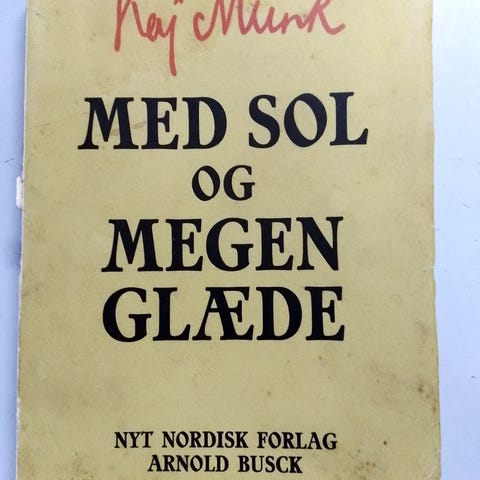 Kaj Munk
MED SOL
OG
MEGEN
GLÆDE
NYT NORDISK FORLAG
ARNOLD BUSCK